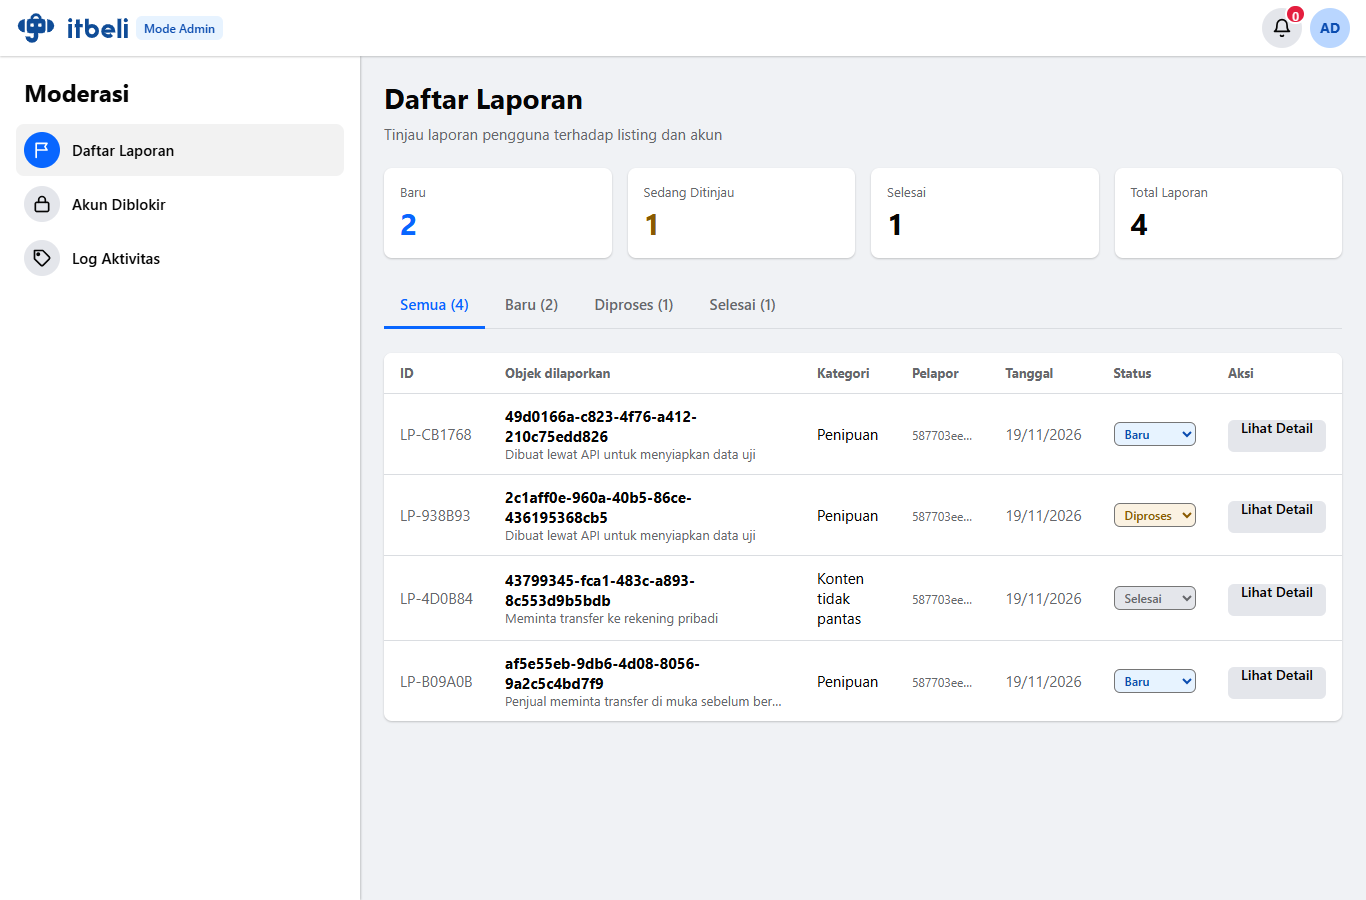 itbeli
Mode Admin
0
AD
Moderasi
Daftar Laporan
Akun Diblokir
Log Aktivitas
Daftar Laporan
Tinjau laporan pengguna terhadap listing dan akun
Baru
2
Sedang Ditinjau
1
Selesai
1
Total Laporan
4
Semua (4)
Baru (2)
Diproses (1)
Selesai (1)
ID Objek dilaporkan Kategori Pelapor Tanggal Status Aksi
LP-CB1768
49d0166a-c823-4f76-a412-
210c75edd826
Dibuat lewat API untuk menyiapkan data uji
Penipuan
587703ee...
19/11/2026
Baru
Lihat Detail
LP-938B93
2c1aff0e-960a-40b5-86ce-
436195368cb5
Dibuat lewat API untuk menyiapkan data uji
Penipuan
587703ee...
19/11/2026
Diproses
Lihat Detail
LP-4D0B84
43799345-fca1-483c-a893-
8c553d9b5bdb
Meminta transfer ke rekening pribadi
Konten
tidak
pantas
587703ee...
19/11/2026
Selesai
Lihat Detail
LP-B09A0B
af5e55eb-9db6-4d08-8056-
9a2c5c4bd7f9
Penjual meminta transfer di muka sebelum ber...
Penipuan
587703ee...
19/11/2026
Baru
Lihat Detail